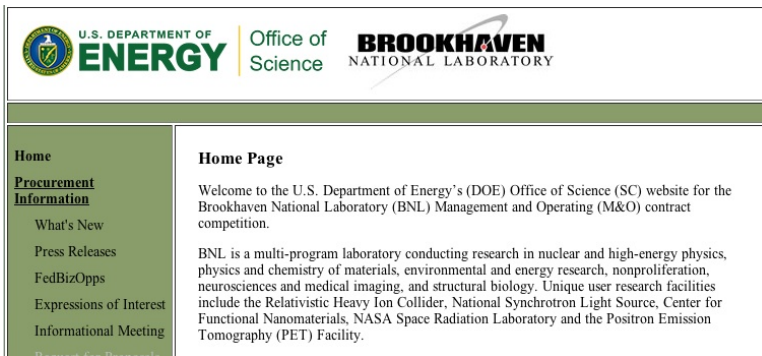 U.S. DEPARTMENT OF
ENERGY
Office of
Science
BROOKHAVEN
NATIONAL LABORATORY
Home
Procurement
Information
What's New
Press Releases
FedBizOpps
Expressions of Interest
Informational Meeting
Request for Proposals
Home Page
Welcome to the U.S. Department of Energy's (DOE) Office of Science (SC) website for the
Brookhaven National Laboratory (BNL) Management and Operating (M&O) contract
competition.
BNL is a multi-program laboratory conducting research in nuclear and high-energy physics,
physics and chemistry of materials, environmental and energy research, nonproliferation,
neurosciences and medical imaging, and structural biology. Unique user research facilities
include the Relativistic Heavy Ion Collider, National Synchrotron Light Source, Center for
Functional Nanomaterials, NASA Space Radiation Laboratory and the Positron Emission
Tomography (PET) Facility.